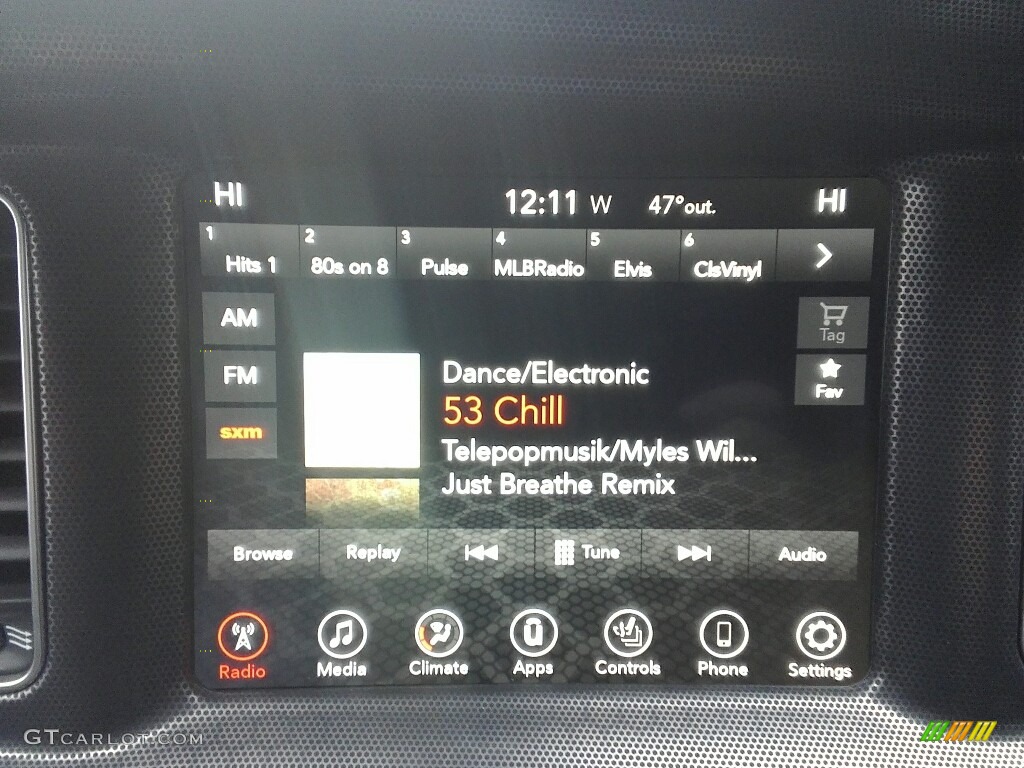 HI 12:11 W 47°out. HI
1 2 3 4 5 6
Hits 1 80s on 8 Pulse MLBRadio Elvis ClsVinyl
AM
Tag
FM
Fav
sxm
Dance/Electronic
53 Chill
Telepopmusik/Myles Wil...
Just Breathe Remix
Browse Replay Tune Audio
Radio Media Climate Apps Controls Phone Settings
GTCARLOT.COM